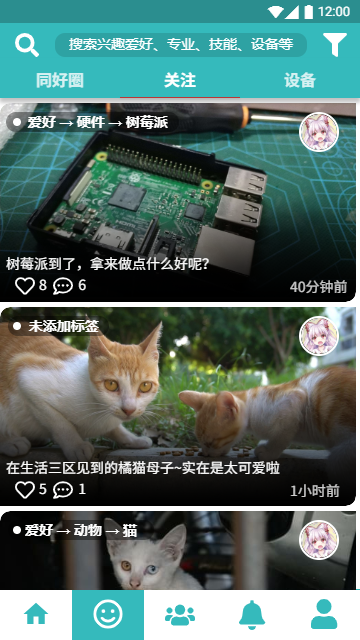 12:00
搜索兴趣爱好、专业、技能、设备等
同好圈 关注 设备
爱好 → 硬件 → 树莓派
树莓派到了，拿来做点什么好呢?
8 6 40分钟前
未添加标签
在生活三区见到的橘猫母子~实在是太可爱啦
5 1 1小时前
爱好 → 动物 → 猫